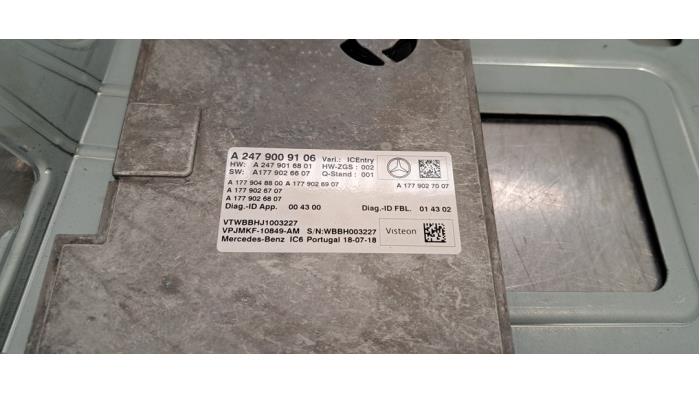 A 247 900 91 06 Vari.: ICEntry
HW: A 247 901 68 01 HW-ZGS : 002
SW: A177 902 66 07 Q-Stand : 001
A 177 904 88 00 A 177 902 69 07 A 177 902 70 07
A 177 902 67 07
A 177 902 68 07
Diag.-ID App. 00 43 00 Diag.-ID FBL. 01 43 02
VTWBBHJ1003227
VPJMKF-10849-AM S/N:WBBH003227 Visteon
Mercedes-Benz IC6 Portugal 18-07-18